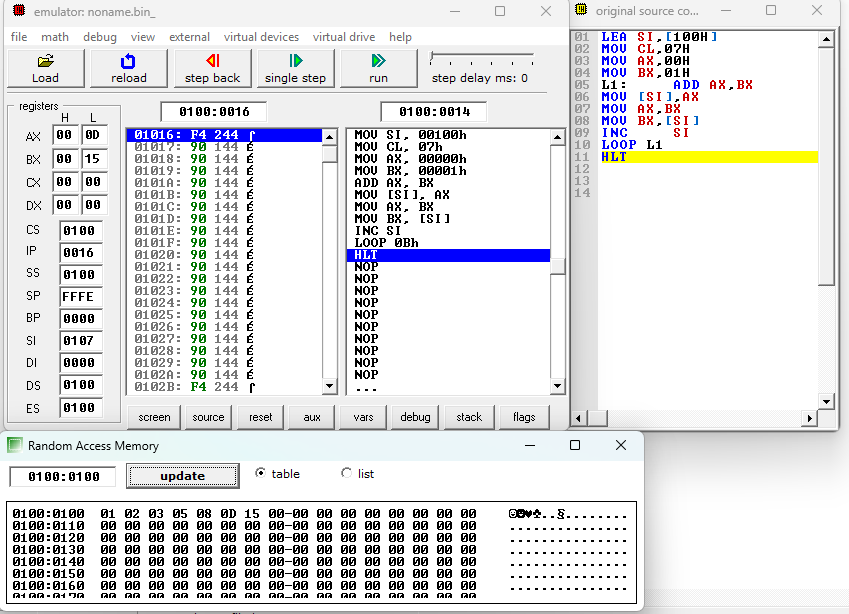 emulator: noname.bin_
file math debug view external virtual devices virtual drive help
Load reload step back single step run step delay ms: 0
registers
H L
AX 00 0D
BX 00 15
CX 00 00
DX 00 00
CS 0100
IP 0016
SS 0100
SP FFFE
BP 0000
SI 0107
DI 0000
DS 0100
ES 0100
0100:0016
01016: F4 244 ⌠
01017: 90 144 É
01018: 90 144 É
01019: 90 144 É
0101A: 90 144 É
0101B: 90 144 É
0101C: 90 144 É
0101D: 90 144 É
0101E: 90 144 É
0101F: 90 144 É
01020: 90 144 É
01021: 90 144 É
01022: 90 144 É
01023: 90 144 É
01024: 90 144 É
01025: 90 144 É
01026: 90 144 É
01027: 90 144 É
01028: 90 144 É
01029: 90 144 É
0102A: 90 144 É
0102B: F4 244 ⌠
0100:0014
MOV SI, 00100h
MOV CL, 07h
MOV AX, 00000h
MOV BX, 00001h
ADD AX, BX
MOV [SI], AX
MOV AX, BX
MOV BX, [SI]
INC SI
LOOP 0Bh
HLT
NOP
NOP
NOP
NOP
NOP
NOP
NOP
NOP
NOP
NOP
...
screen source reset aux vars debug stack flags
original source co...
01 LEA SI,[100H]
02 MOV CL,07H
03 MOV AX,00H
04 MOV BX,01H
05 L1: ADD AX,BX
06 MOV [SI],AX
07 MOV AX,BX
08 MOV BX,[SI]
09 INC SI
10 LOOP L1
11 HLT
12
13
14
Random Access Memory
0100:0100 update table list
0100:0100 01 02 03 05 08 0D 15 00-00 00 00 00 00 00 00 00 ☺☻♥♣..§.........
0100:0110 00 00 00 00 00 00 00 00-00 00 00 00 00 00 00 00 ................
0100:0120 00 00 00 00 00 00 00 00-00 00 00 00 00 00 00 00 ................
0100:0130 00 00 00 00 00 00 00 00-00 00 00 00 00 00 00 00 ................
0100:0140 00 00 00 00 00 00 00 00-00 00 00 00 00 00 00 00 ................
0100:0150 00 00 00 00 00 00 00 00-00 00 00 00 00 00 00 00 ................
0100:0160 00 00 00 00 00 00 00 00-00 00 00 00 00 00 00 00 ................